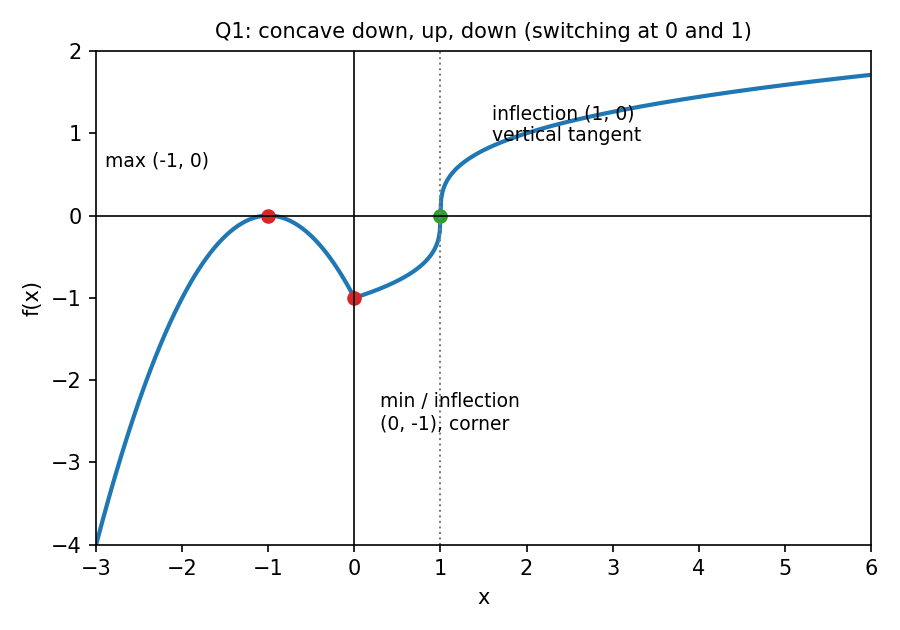 Q1: concave down, up, down (switching at 0 and 1)
2
1
0
−1
−2
−3
−4
f(x)
max (-1, 0)
inflection (1, 0)
vertical tangent
min / inflection
(0, -1), corner
−3 −2 −1 0 1 2 3 4 5 6
x